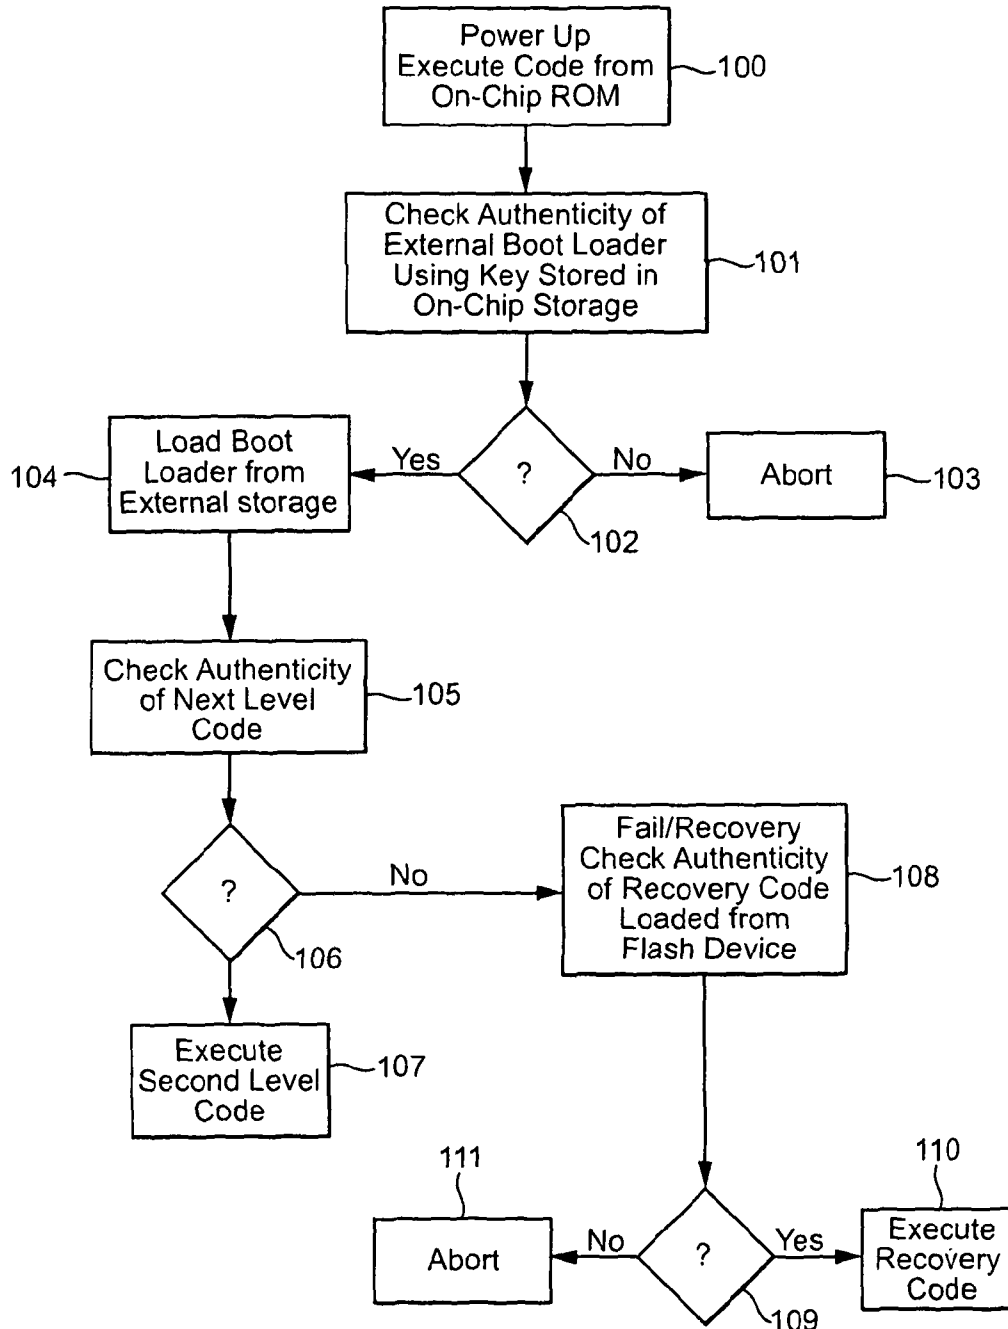 Power Up
Execute Code from
On-Chip ROM
100
Check Authenticity of
External Boot Loader
Using Key Stored in
On-Chip Storage
101
104
Load Boot
Loader from
External storage
Yes
?
No
Abort
103
102
Check Authenticity
of Next Level
Code
105
?
No
106
Fail/Recovery
Check Authenticity
of Recovery Code
Loaded from
Flash Device
108
Execute
Second Level
Code
107
111
110
Abort
No
?
Yes
Execute
Recovery
Code
109